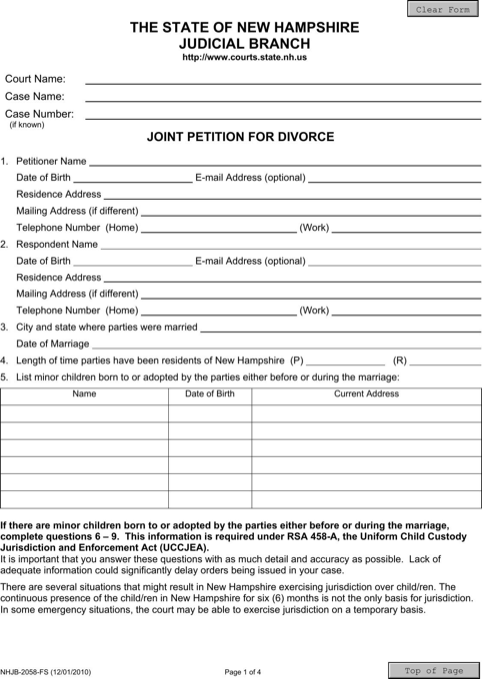 Clear Form
THE STATE OF NEW HAMPSHIRE
JUDICIAL BRANCH
http://www.courts.state.nh.us
Court Name:
Case Name:
Case Number:
(if known)
JOINT PETITION FOR DIVORCE
1. Petitioner Name
Date of Birth E-mail Address (optional)
Residence Address
Mailing Address (if different)
Telephone Number (Home) (Work)
2. Respondent Name
Date of Birth E-mail Address (optional)
Residence Address
Mailing Address (if different)
Telephone Number (Home) (Work)
3. City and state where parties were married
Date of Marriage
4. Length of time parties have been residents of New Hampshire (P) (R)
5. List minor children born to or adopted by the parties either before or during the marriage:
Name Date of Birth Current Address
If there are minor children born to or adopted by the parties either before or during the marriage,
complete questions 6 – 9. This information is required under RSA 458-A, the Uniform Child Custody
Jurisdiction and Enforcement Act (UCCJEA).
It is important that you answer these questions with as much detail and accuracy as possible. Lack of
adequate information could significantly delay orders being issued in your case.
There are several situations that might result in New Hampshire exercising jurisdiction over child/ren. The
continuous presence of the child/ren in New Hampshire for six (6) months is not the only basis for jurisdiction.
In some emergency situations, the court may be able to exercise jurisdiction on a temporary basis.
NHJB-2058-FS (12/01/2010) Page 1 of 4 Top of Page